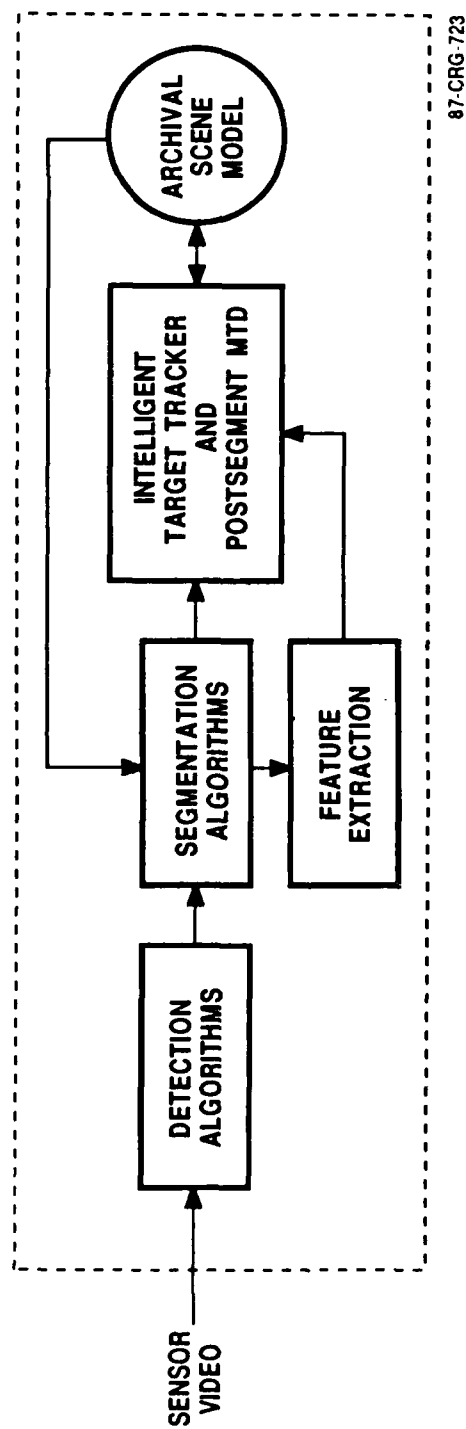 SENSOR
VIDEO
DETECTION
ALGORITHMS
SEGMENTATION
ALGORITHMS
FEATURE
EXTRACTION
INTELLIGENT
TARGET TRACKER
AND
POSTSEGMENT MTD
ARCHIVAL
SCENE
MODEL
87-CRG-723